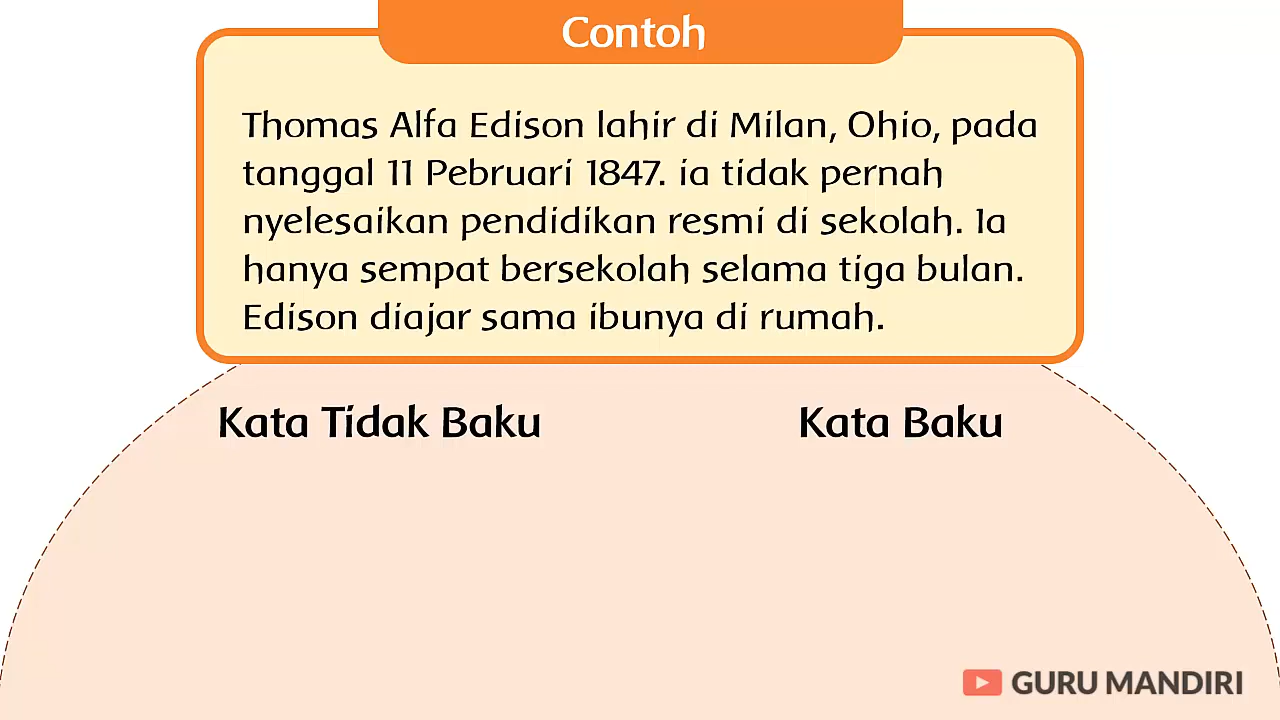 Contoh
Thomas Alfa Edison lahir di Milan, Ohio, pada
tanggal 11 Pebruari 1847. ia tidak pernah
nyelesaikan pendidikan resmi di sekolah. Ia
hanya sempat bersekolah selama tiga bulan.
Edison diajar sama ibunya di rumah.
Kata Tidak Baku
Kata Baku
GURU MANDIRI